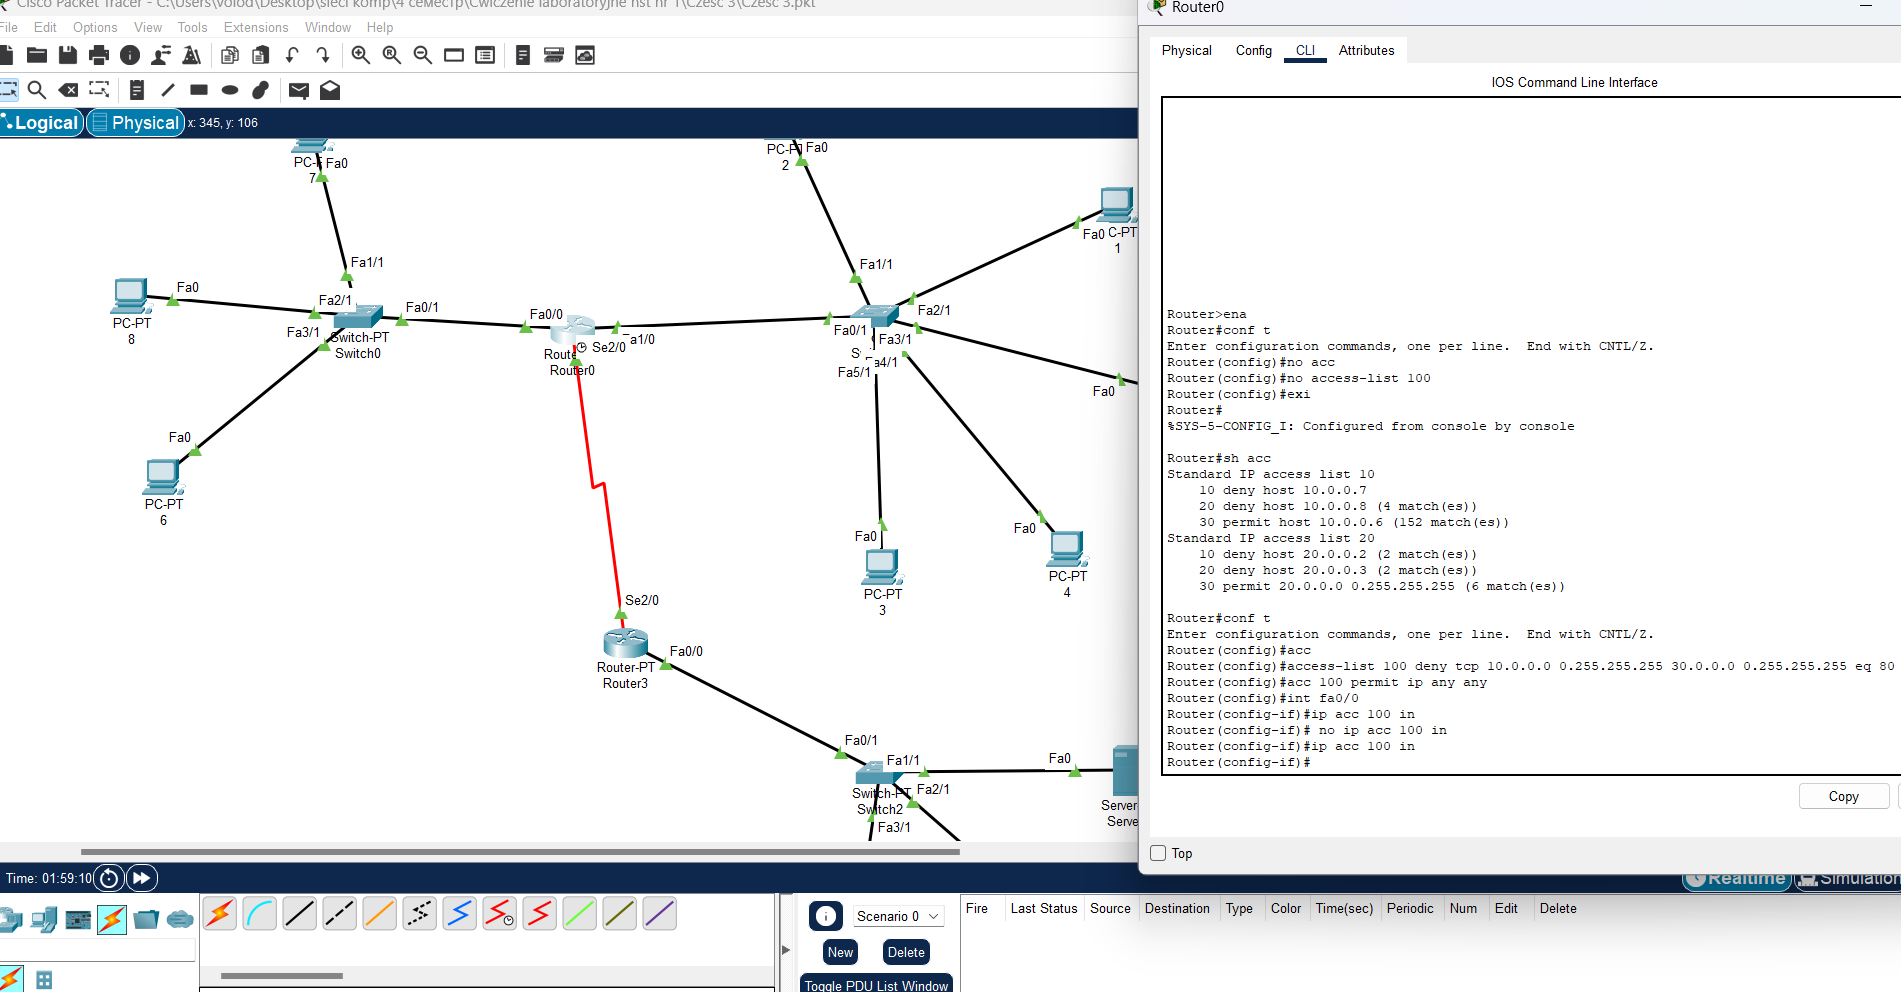 Cisco Packet Tracer - C:\Users\volod\Desktop\sieci komp\4 семестр\Ćwiczenie laboratoryjne nst nr 1\Czesc 3\Czesc 3.pkt
File Edit Options View Tools Extensions Window Help
Logical Physical x: 345, y: 106
PC-PT Fa0
7
Fa1/1
Fa0
Fa2/1
Fa0/1
PC-PT
8
Fa3/1
Switch-PT
Switch0
Fa0
PC-PT
6
Fa0/0
Fa1/0
Se2/0
Router0
PC-PT Fa0
2
Fa1/1
Fa0
PC-PT
1
Fa2/1
Fa0/1
Fa3/1
Fa4/1
Fa5/1
Fa0
Fa0
PC-PT
3
Fa0
PC-PT
4
Se2/0
Fa0/0
Router-PT
Router3
Fa0/1
Fa1/1
Fa0
Fa2/1
Switch-PT
Switch2
Fa3/1
Server
Serve
Time: 01:59:10
Realtime Simulation
Scenario 0
New Delete
Toggle PDU List Window
Fire Last Status Source Destination Type Color Time(sec) Periodic Num Edit Delete
Router0
Physical Config CLI Attributes
IOS Command Line Interface
Router>ena
Router#conf t
Enter configuration commands, one per line.  End with CNTL/Z.
Router(config)#no acc
Router(config)#no access-list 100
Router(config)#exi
Router#
%SYS-5-CONFIG_I: Configured from console by console
Router#sh acc
Standard IP access list 10
10 deny host 10.0.0.7
20 deny host 10.0.0.8 (4 match(es))
30 permit host 10.0.0.6 (152 match(es))
Standard IP access list 20
10 deny host 20.0.0.2 (2 match(es))
20 deny host 20.0.0.3 (2 match(es))
30 permit 20.0.0.0 0.255.255.255 (6 match(es))
Router#conf t
Enter configuration commands, one per line.  End with CNTL/Z.
Router(config)#acc
Router(config)#access-list 100 deny tcp 10.0.0.0 0.255.255.255 30.0.0.0 0.255.255.255 eq 80
Router(config)#acc 100 permit ip any any
Router(config)#int fa0/0
Router(config-if)#ip acc 100 in
Router(config-if)# no ip acc 100 in
Router(config-if)#ip acc 100 in
Router(config-if)#
Copy
Top